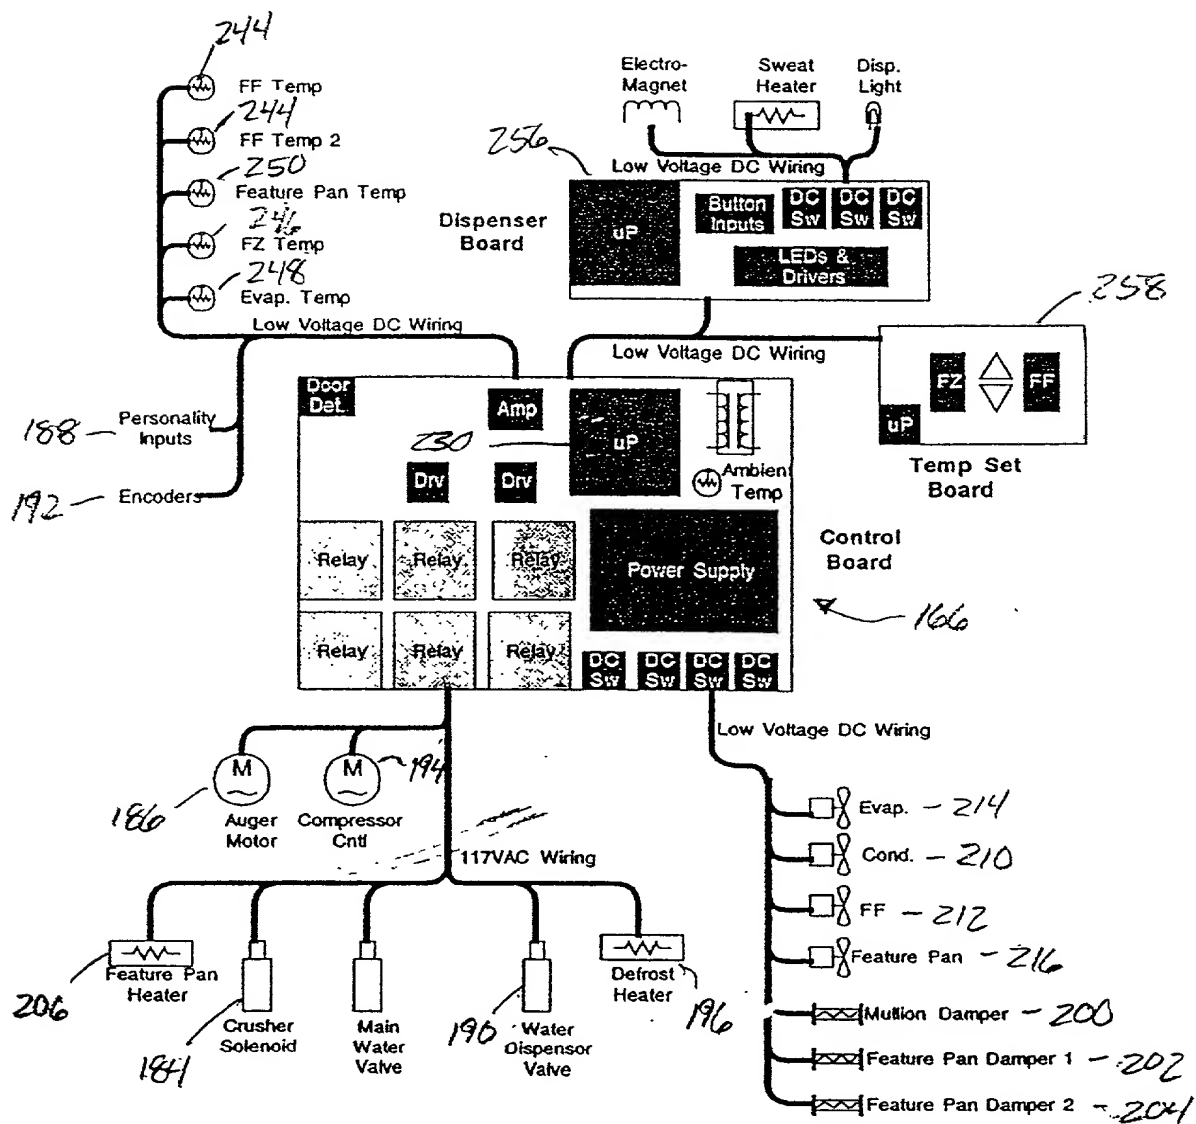 244
FF Temp
244
FF Temp 2
250
Feature Pan Temp
246
FZ Temp
248
Evap. Temp
Low Voltage DC Wiring
188
Personality
Inputs
192
Encoders
Electro-
Magnet
Sweat
Heater
Disp.
Light
256
Low Voltage DC Wiring
Dispenser
Board
uP
Button
Inputs
DC
Sw
DC
Sw
DC
Sw
LEDs &
Drivers
Low Voltage DC Wiring
258
FZ
FF
uP
Temp Set
Board
Door
Det.
Amp
230
uP
Drv
Drv
Ambient
Temp
Relay
Relay
Relay
Power Supply
Control
Board
166
Relay
Relay
Relay
DC
Sw
DC
Sw
DC
Sw
DC
Sw
Low Voltage DC Wiring
M
M
194
186
Auger
Motor
Compressor
Cntl
117VAC Wiring
Evap. - 214
Cond. - 210
FF - 212
Feature Pan - 216
Mullion Damper - 200
Feature Pan Damper 1 - 202
Feature Pan Damper 2 - 204
206
Feature Pan
Heater
184
Crusher
Solenoid
Main
Water
Valve
190
Water
Dispensor
Valve
Defrost
Heater
196